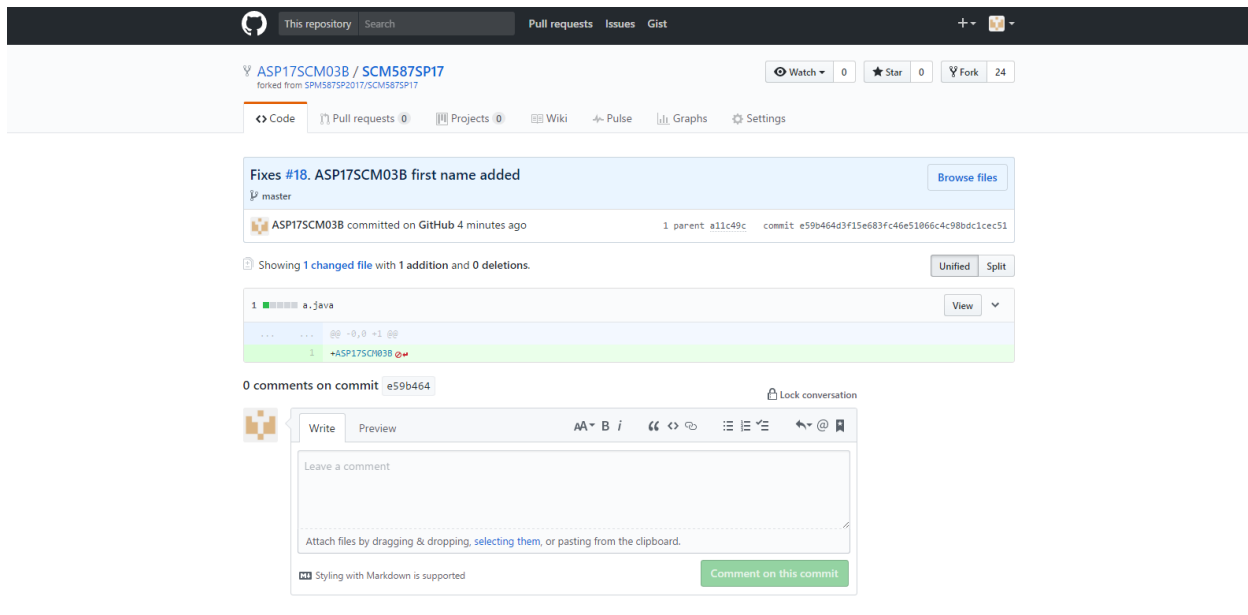 This repository Search Pull requests Issues Gist
ASP17SCM03B / SCM587SP17 Watch 0 Star 0 Fork 24
forked from SPM587SP2017/SCM587SP17
Code Pull requests 0 Projects 0 Wiki Pulse Graphs Settings
Fixes #18. ASP17SCM03B first name added Browse files
master
ASP17SCM03B committed on GitHub 4 minutes ago 1 parent a11c49c commit e59b464d3f15e683fc46e51066c4c98bdc1cec51
Showing 1 changed file with 1 addition and 0 deletions. Unified Split
1 a.java View
... ... @@ -0,0 +1 @@
1 +ASP17SCM03B
0 comments on commit e59b464 Lock conversation
Write Preview AA B i
Leave a comment
Attach files by dragging & dropping, selecting them, or pasting from the clipboard.
Styling with Markdown is supported Comment on this commit